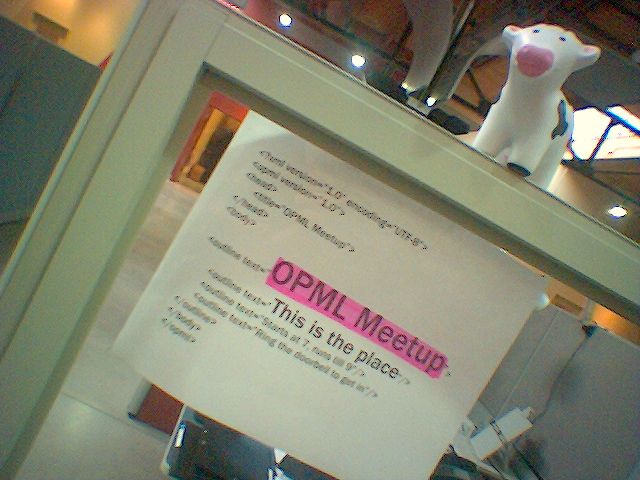 <?xml version="1.0" encoding="UTF-8">
<opml version="1.0">
<head>
<title="OPML Meetup">
</head>
<body>
<outline text="OPML Meetup">
<outline text="This is the place"/>
<outline text="Starts at 7, runs till 9"/>
<outline text="Ring the doorbell to get in"/>
</outline>
</body>
</opml>